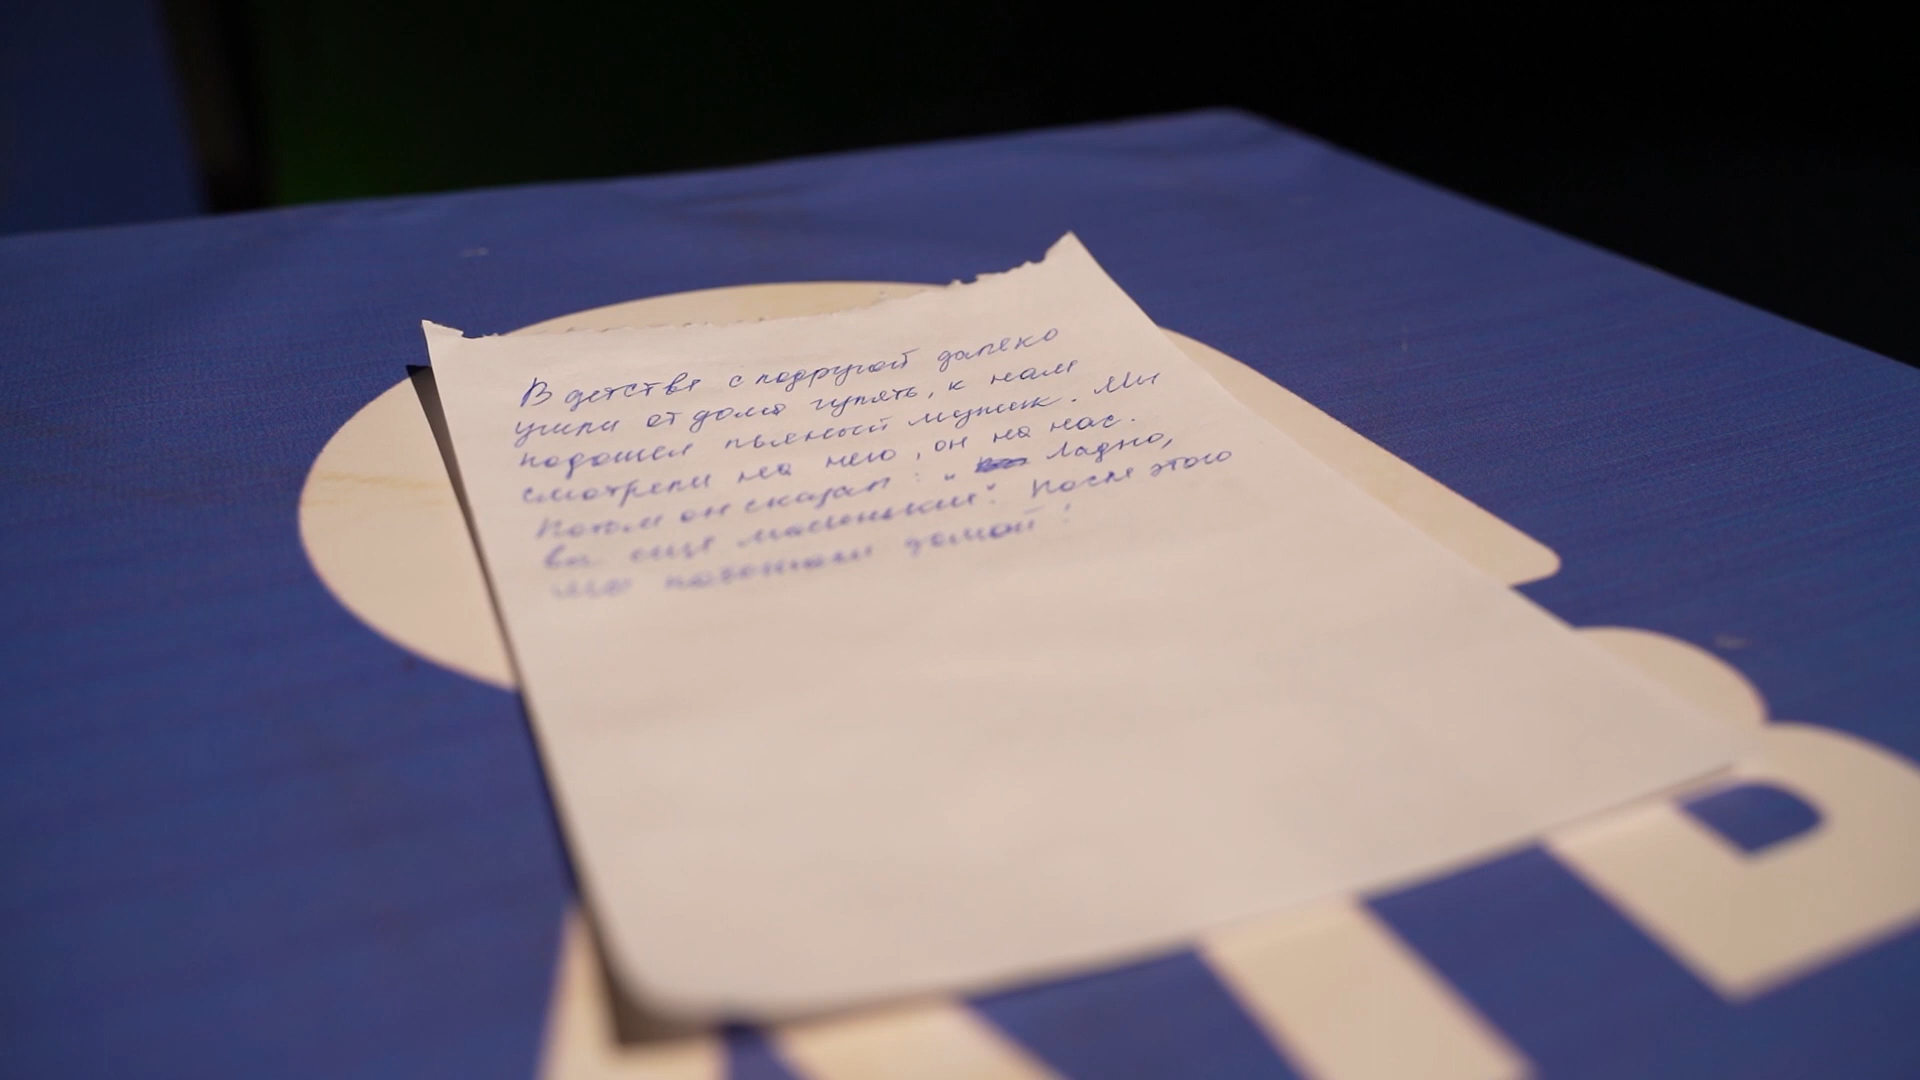 В детстве с подругой далеко
ушли от дома гулять, к нам
подошел пьяный мужик. Мы
смотрели на него, он на нас.
Потом он сказал: " Ладно,
вы еще маленькие". После этого
мы побежали домой!